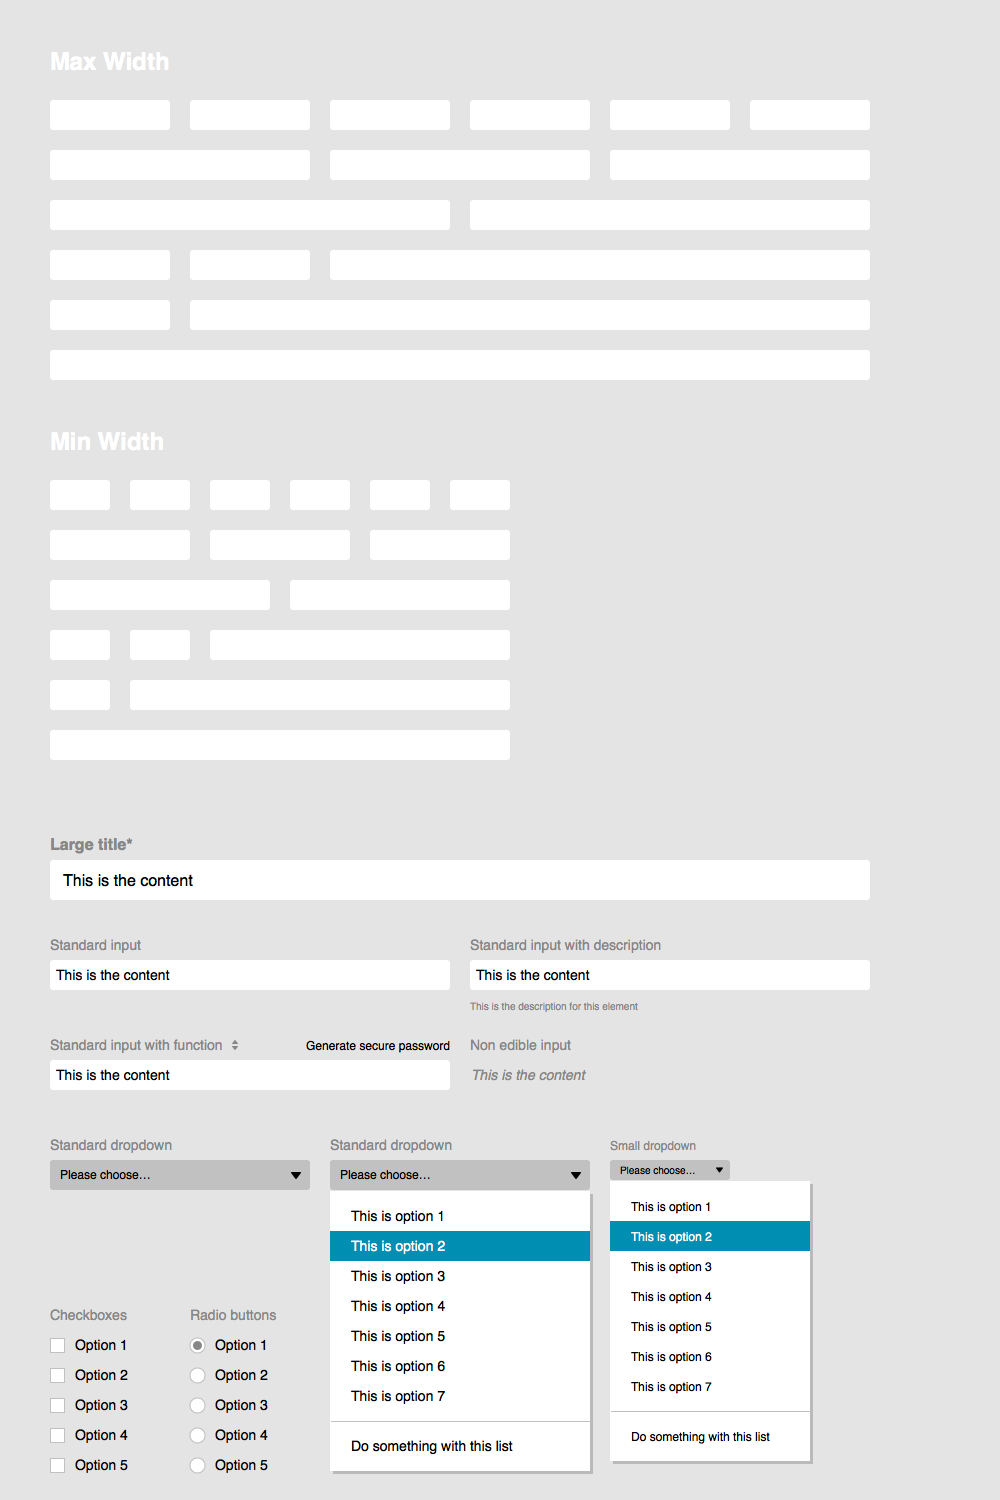 Max Width
Min Width
Large title*
This is the content
Standard input
This is the content
Standard input with description
This is the content
This is the description for this element
Standard input with function
Generate secure password
This is the content
Non edible input
This is the content
Standard dropdown
Please choose...
Standard dropdown
Please choose...
This is option 1
This is option 2
This is option 3
This is option 4
This is option 5
This is option 6
This is option 7
Do something with this list
Small dropdown
Please choose...
This is option 1
This is option 2
This is option 3
This is option 4
This is option 5
This is option 6
This is option 7
Do something with this list
Checkboxes
Option 1
Option 2
Option 3
Option 4
Option 5
Radio buttons
Option 1
Option 2
Option 3
Option 4
Option 5